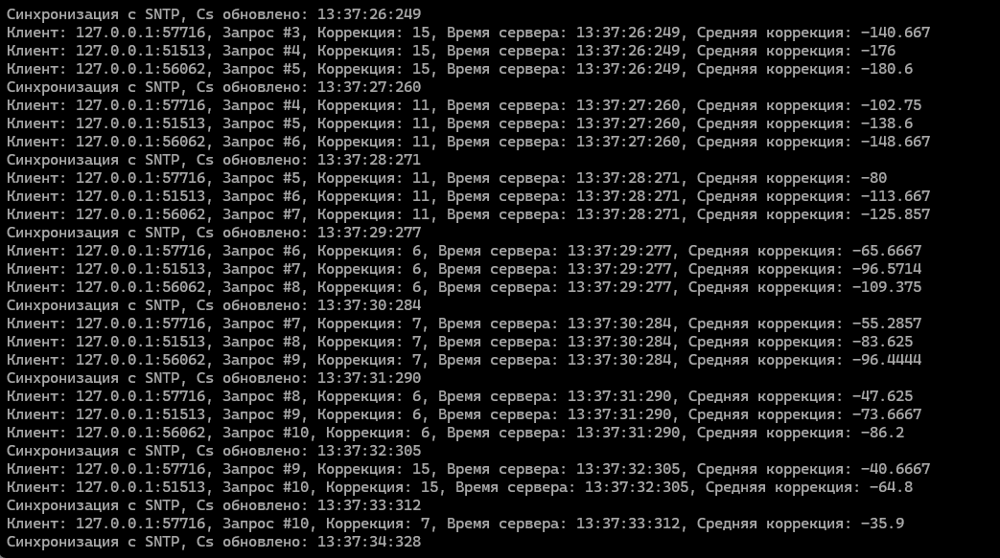 Синхронизация с SNTP, Cs обновлено: 13:37:26:249
Клиент: 127.0.0.1:57716, Запрос #3, Коррекция: 15, Время сервера: 13:37:26:249, Средняя коррекция: -140.667
Клиент: 127.0.0.1:51513, Запрос #4, Коррекция: 15, Время сервера: 13:37:26:249, Средняя коррекция: -176
Клиент: 127.0.0.1:56062, Запрос #5, Коррекция: 15, Время сервера: 13:37:26:249, Средняя коррекция: -180.6
Синхронизация с SNTP, Cs обновлено: 13:37:27:260
Клиент: 127.0.0.1:57716, Запрос #4, Коррекция: 11, Время сервера: 13:37:27:260, Средняя коррекция: -102.75
Клиент: 127.0.0.1:51513, Запрос #5, Коррекция: 11, Время сервера: 13:37:27:260, Средняя коррекция: -138.6
Клиент: 127.0.0.1:56062, Запрос #6, Коррекция: 11, Время сервера: 13:37:27:260, Средняя коррекция: -148.667
Синхронизация с SNTP, Cs обновлено: 13:37:28:271
Клиент: 127.0.0.1:57716, Запрос #5, Коррекция: 11, Время сервера: 13:37:28:271, Средняя коррекция: -80
Клиент: 127.0.0.1:51513, Запрос #6, Коррекция: 11, Время сервера: 13:37:28:271, Средняя коррекция: -113.667
Клиент: 127.0.0.1:56062, Запрос #7, Коррекция: 11, Время сервера: 13:37:28:271, Средняя коррекция: -125.857
Синхронизация с SNTP, Cs обновлено: 13:37:29:277
Клиент: 127.0.0.1:57716, Запрос #6, Коррекция: 6, Время сервера: 13:37:29:277, Средняя коррекция: -65.6667
Клиент: 127.0.0.1:51513, Запрос #7, Коррекция: 6, Время сервера: 13:37:29:277, Средняя коррекция: -96.5714
Клиент: 127.0.0.1:56062, Запрос #8, Коррекция: 6, Время сервера: 13:37:29:277, Средняя коррекция: -109.375
Синхронизация с SNTP, Cs обновлено: 13:37:30:284
Клиент: 127.0.0.1:57716, Запрос #7, Коррекция: 7, Время сервера: 13:37:30:284, Средняя коррекция: -55.2857
Клиент: 127.0.0.1:51513, Запрос #8, Коррекция: 7, Время сервера: 13:37:30:284, Средняя коррекция: -83.625
Клиент: 127.0.0.1:56062, Запрос #9, Коррекция: 7, Время сервера: 13:37:30:284, Средняя коррекция: -96.4444
Синхронизация с SNTP, Cs обновлено: 13:37:31:290
Клиент: 127.0.0.1:57716, Запрос #8, Коррекция: 6, Время сервера: 13:37:31:290, Средняя коррекция: -47.625
Клиент: 127.0.0.1:51513, Запрос #9, Коррекция: 6, Время сервера: 13:37:31:290, Средняя коррекция: -73.6667
Клиент: 127.0.0.1:56062, Запрос #10, Коррекция: 6, Время сервера: 13:37:31:290, Средняя коррекция: -86.2
Синхронизация с SNTP, Cs обновлено: 13:37:32:305
Клиент: 127.0.0.1:57716, Запрос #9, Коррекция: 15, Время сервера: 13:37:32:305, Средняя коррекция: -40.6667
Клиент: 127.0.0.1:51513, Запрос #10, Коррекция: 15, Время сервера: 13:37:32:305, Средняя коррекция: -64.8
Синхронизация с SNTP, Cs обновлено: 13:37:33:312
Клиент: 127.0.0.1:57716, Запрос #10, Коррекция: 7, Время сервера: 13:37:33:312, Средняя коррекция: -35.9
Синхронизация с SNTP, Cs обновлено: 13:37:34:328